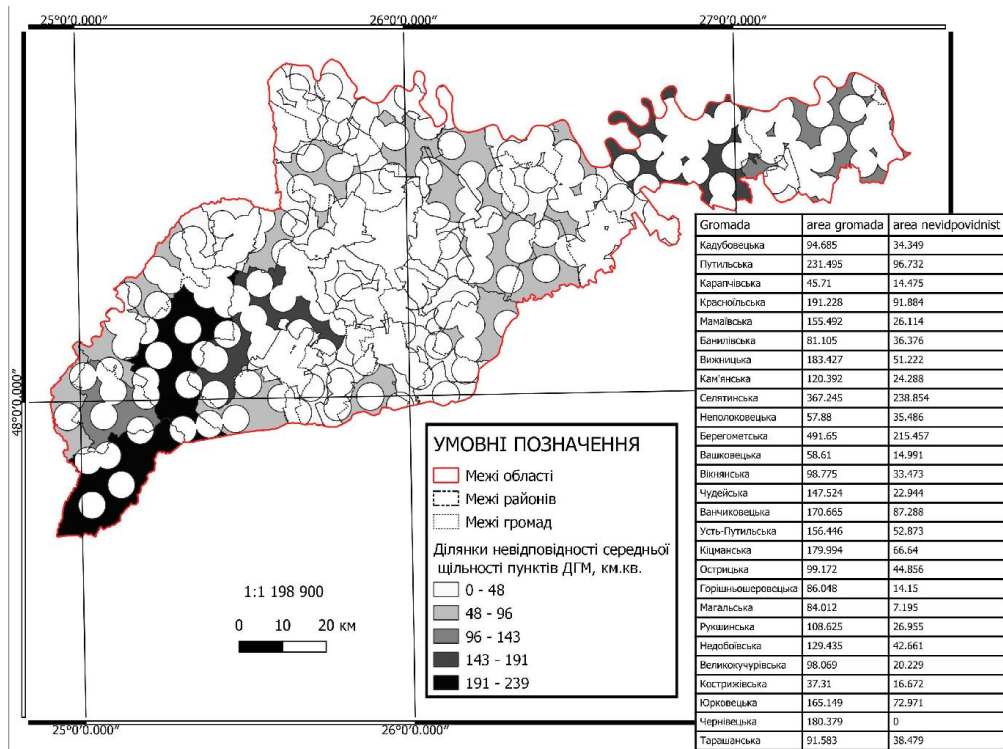 25°0'0.000"
26°0'0.000"
27°0'0.000"
48°0'0.000"
48°0'0.000"
Gromada area gromada area nevidpovidnist
Кадубовецька 94.685 34.349
Путильська 231.495 96.732
Карапчівська 45.71 14.475
Красноїльська 191.228 91.884
Мамаївська 155.492 26.114
Банилівська 81.105 36.376
Вижницька 183.427 51.222
Кам'янська 120.392 24.288
Селятинська 367.245 238.854
Неполоковецька 57.88 35.486
Берегометська 491.65 215.457
Вашковецька 58.61 14.991
Вікнянська 98.775 33.473
Чудейська 147.524 22.944
Ванчиковецька 170.665 87.288
Усть-Путильська 156.446 52.873
Кіцманська 179.994 66.64
Острицька 99.172 44.856
Горішньошеровецька 86.048 14.15
Магальська 84.012 7.195
Рукшинська 108.625 26.955
Недобоївська 129.435 42.661
Великокучурівська 98.069 20.229
Кострижівська 37.31 16.672
Юрковецька 165.149 72.971
Чернівецька 180.379 0
Тарашанська 91.583 38.479
УМОВНІ ПОЗНАЧЕННЯ
Межі області
Межі районів
Межі громад
Ділянки невідповідності середньої
щільності пунктів ДГМ, км.кв.
0 - 48
48 - 96
96 - 143
143 - 191
191 - 239
1:1 198 900
0 10 20 км
25°0'0.000"
26°0'0.000"